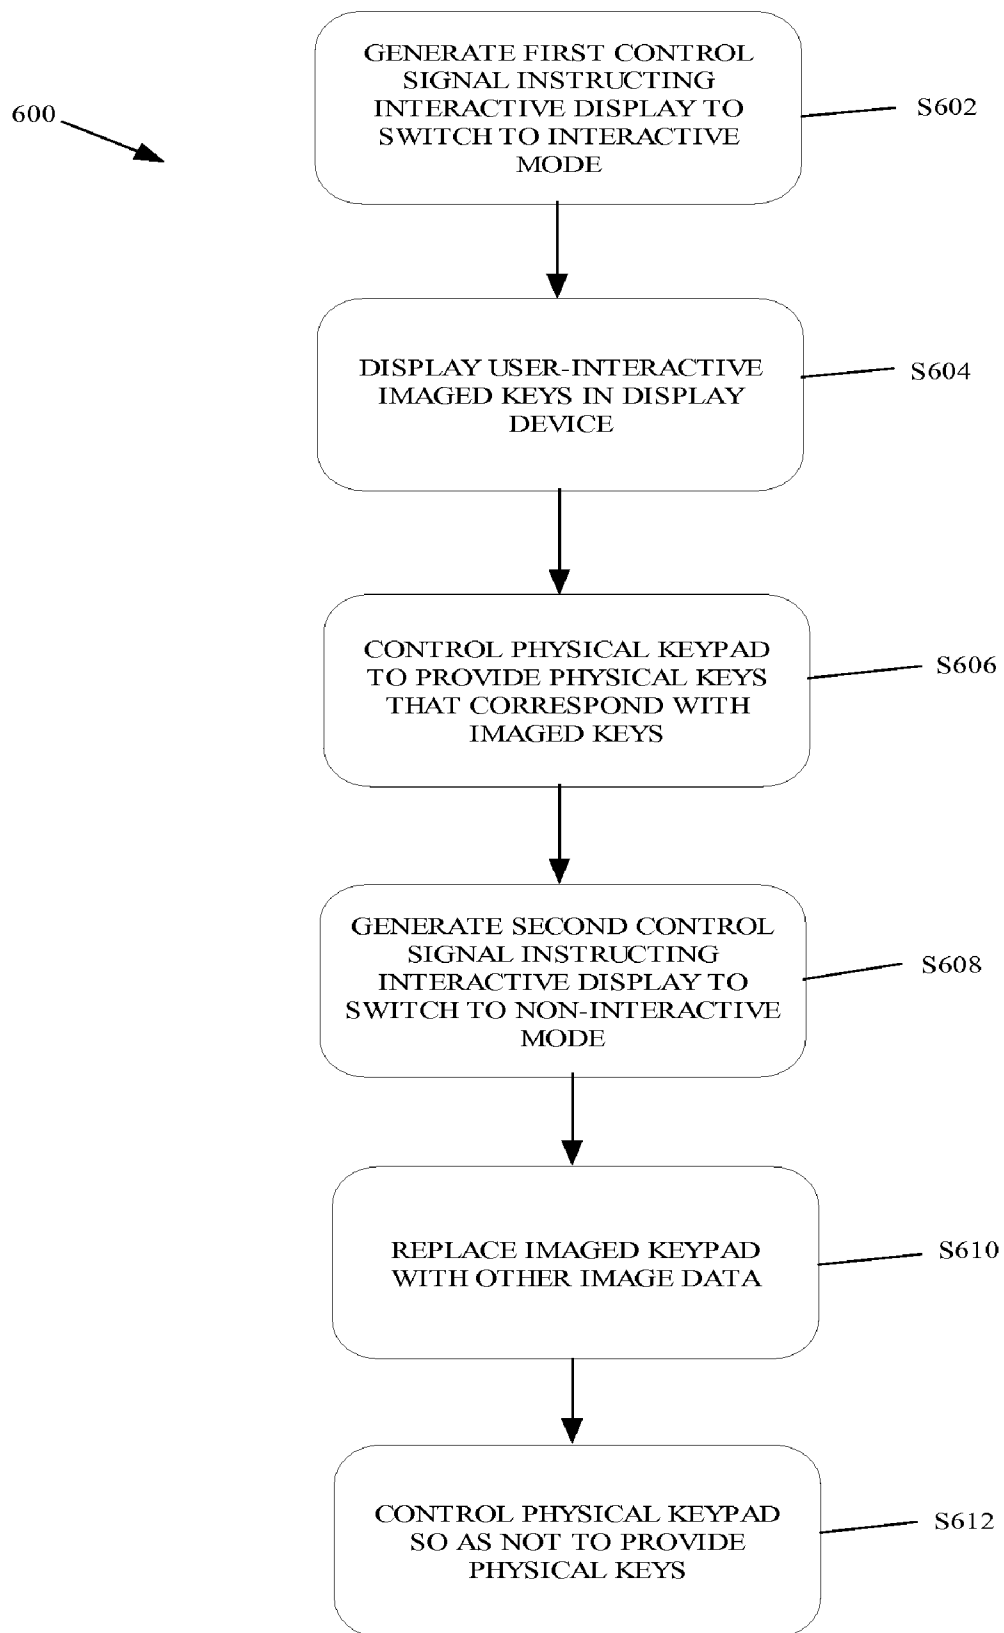 GENERATE FIRST CONTROL
SIGNAL INSTRUCTING
INTERACTIVE DISPLAY TO
SWITCH TO INTERACTIVE
MODE
S602
600
DISPLAY USER-INTERACTIVE
IMAGED KEYS IN DISPLAY
DEVICE
S604
CONTROL PHYSICAL KEYPAD
TO PROVIDE PHYSICAL KEYS
THAT CORRESPOND WITH
IMAGED KEYS
S606
GENERATE SECOND CONTROL
SIGNAL INSTRUCTING
INTERACTIVE DISPLAY TO
SWITCH TO NON-INTERACTIVE
MODE
S608
REPLACE IMAGED KEYPAD
WITH OTHER IMAGE DATA
S610
CONTROL PHYSICAL KEYPAD
SO AS NOT TO PROVIDE
PHYSICAL KEYS
S612